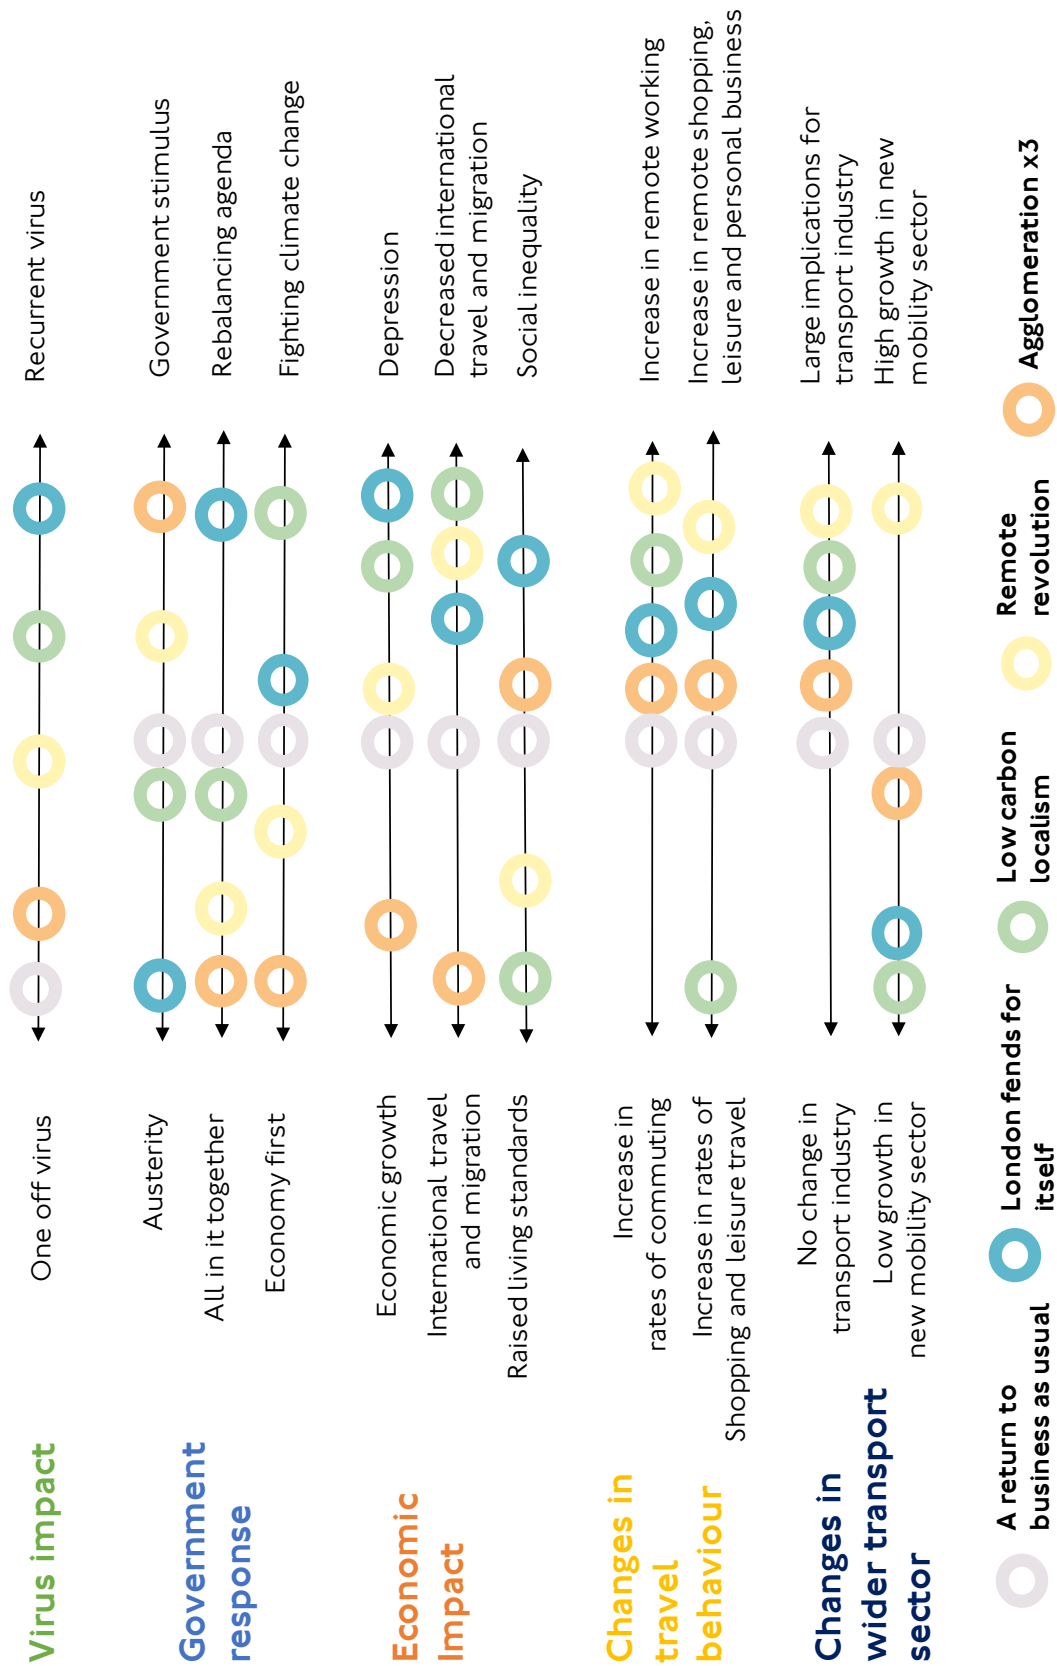 Virus impact
One off virus
Recurrent virus
Government
response
Austerity
Government stimulus
All in it together
Rebalancing agenda
Economy first
Fighting climate change
Economic
Impact
Economic growth
Depression
International travel
and migration
Decreased international
travel and migration
Raised living standards
Social inequality
Changes in
travel
behaviour
Increase in
rates of commuting
Increase in remote working
Increase in rates of
Shopping and leisure travel
Increase in remote shopping,
leisure and personal business
Changes in
wider transport
sector
No change in
transport industry
Large implications for
transport industry
Low growth in
new mobility sector
High growth in new
mobility sector
A return to
business as usual
London fends for
itself
Low carbon
localism
Remote
revolution
Agglomeration x3